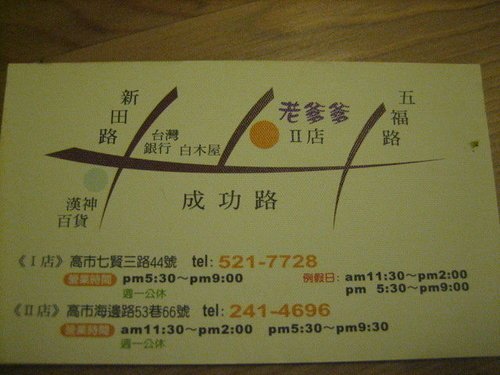 新田路
台灣銀行
白木屋
老爹爹
II店
五福路
漢神百貨
成功路
《I店》高市七賢三路44號 tel: 521-7728
營業時間 pm5:30~pm9:00 例假日: am11:30~pm2:00
週一公休 pm 5:30~pm9:00
《II店》高市海邊路53巷66號 tel: 241-4696
營業時間 am11:30~pm2:00 pm5:30~pm9:30
週一公休